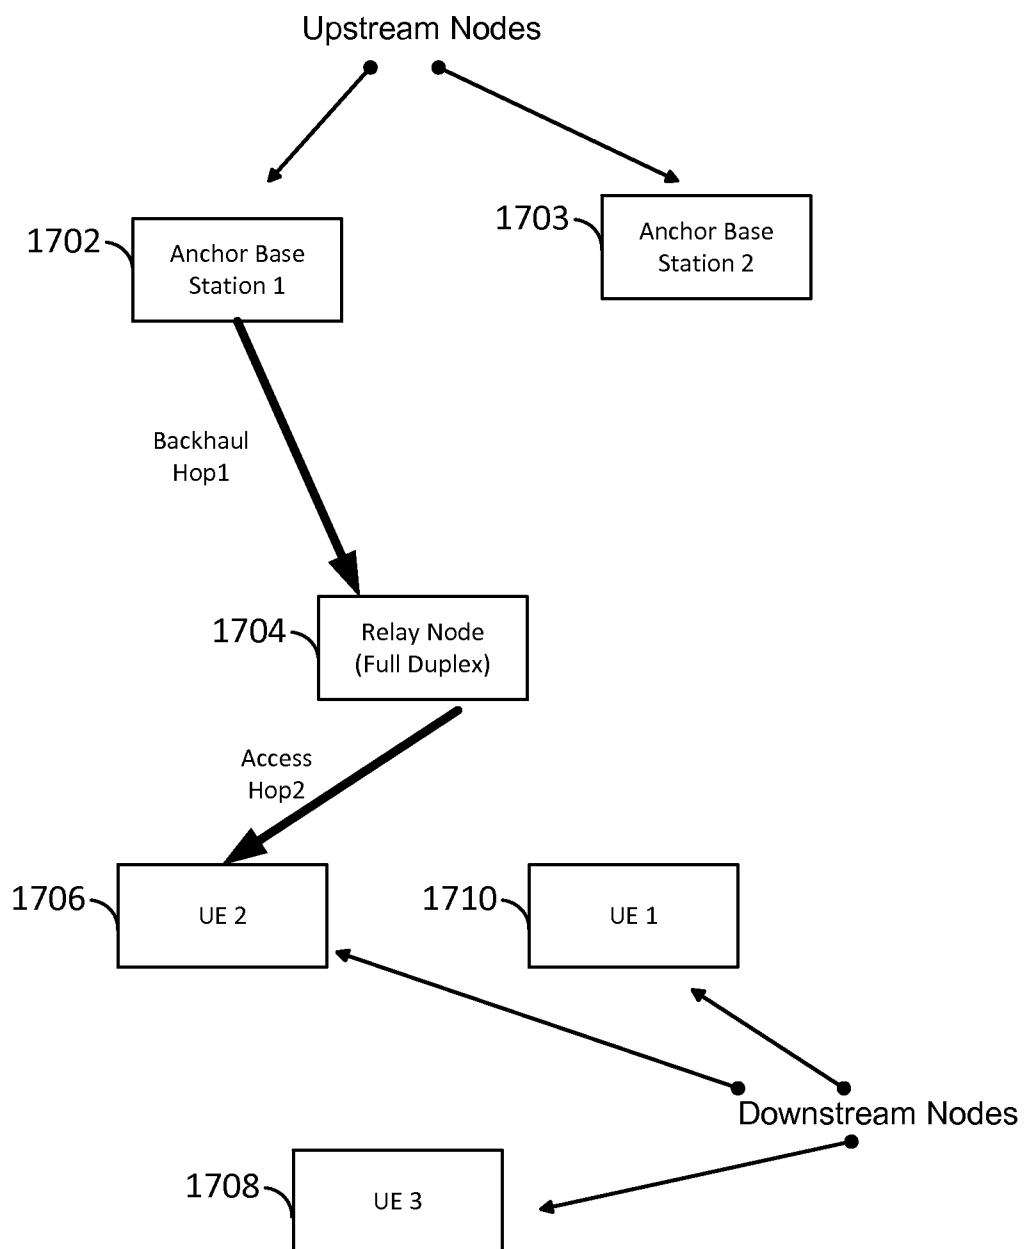 Upstream Nodes
1702
Anchor Base
Station 1
1703
Anchor Base
Station 2
Backhaul
Hop1
1704
Relay Node
(Full Duplex)
Access
Hop2
1706
UE 2
1710
UE 1
Downstream Nodes
1708
UE 3